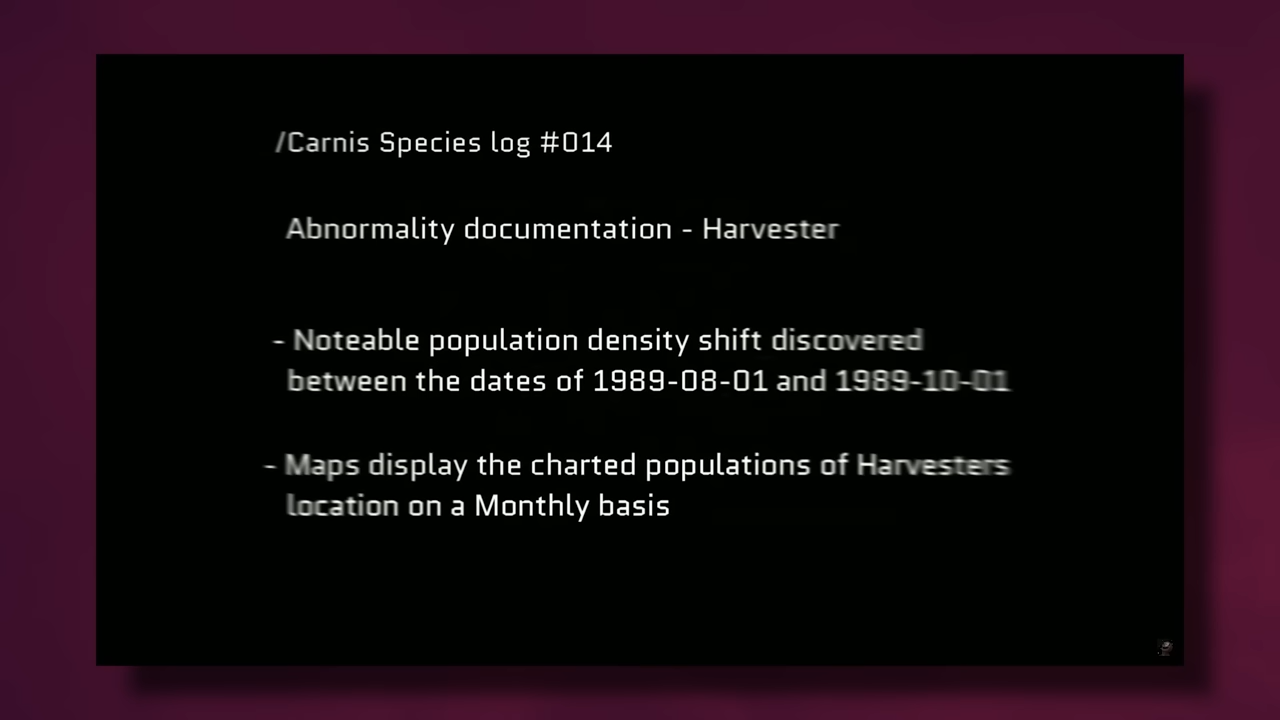 /Carnis Species log #014
Abnormality documentation - Harvester
- Noteable population density shift discovered
between the dates of 1989-08-01 and 1989-10-01
- Maps display the charted populations of Harvesters
location on a Monthly basis